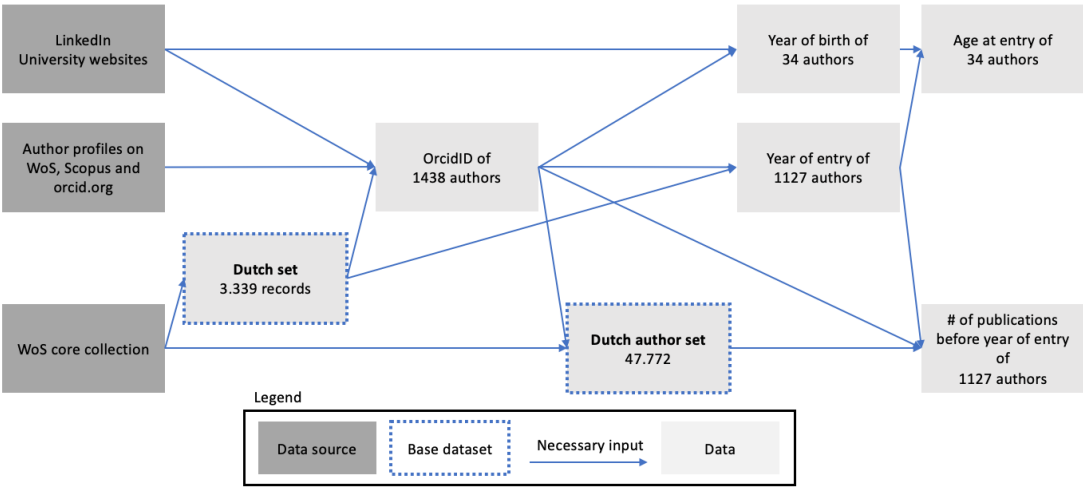 LinkedIn
University websites
Year of birth of
34 authors
Age at entry of
34 authors
Author profiles on
WoS, Scopus and
orcid.org
OrcidID of
1438 authors
Year of entry of
1127 authors
Dutch set
3.339 records
WoS core collection
Dutch author set
47.772
# of publications
before year of entry
of
1127 authors
Legend
Data source
Base dataset
Necessary input
Data